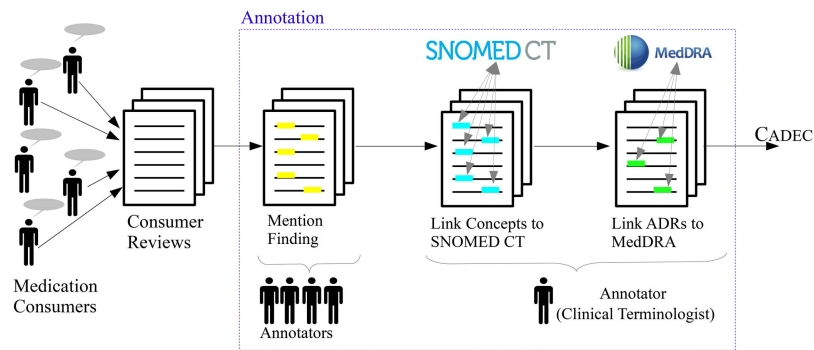 Annotation
SNOMED CT
MedDRA
CADEC
Consumer
Reviews
Mention
Finding
Link Concepts to
SNOMED CT
Link ADRs to
MedDRA
Medication
Consumers
Annotators
Annotator
(Clinical Terminologist)